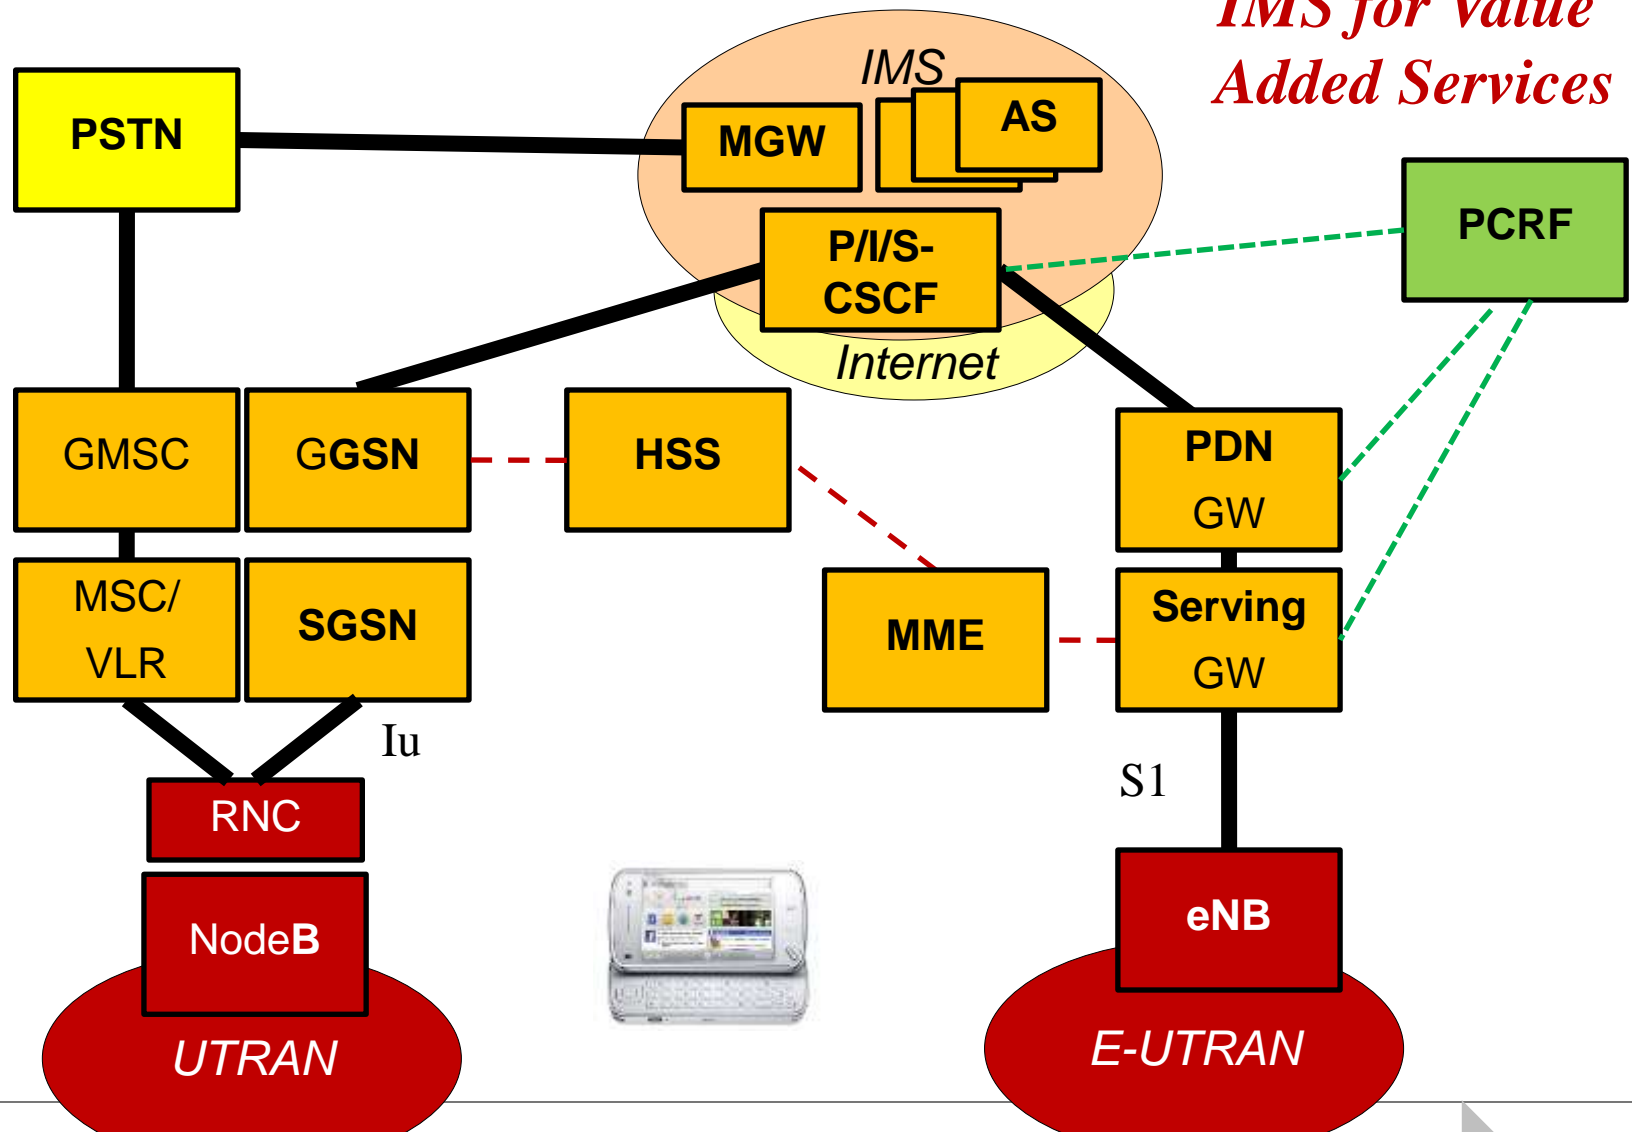 IMS for Value
Added Services
IMS
PSTN
MGW
AS
PCRF
P/I/S-
CSCF
Internet
GMSC
GGSN
HSS
PDN
GW
MSC/
VLR
SGSN
MME
Serving
GW
Iu
S1
RNC
NodeB
eNB
UTRAN
E-UTRAN